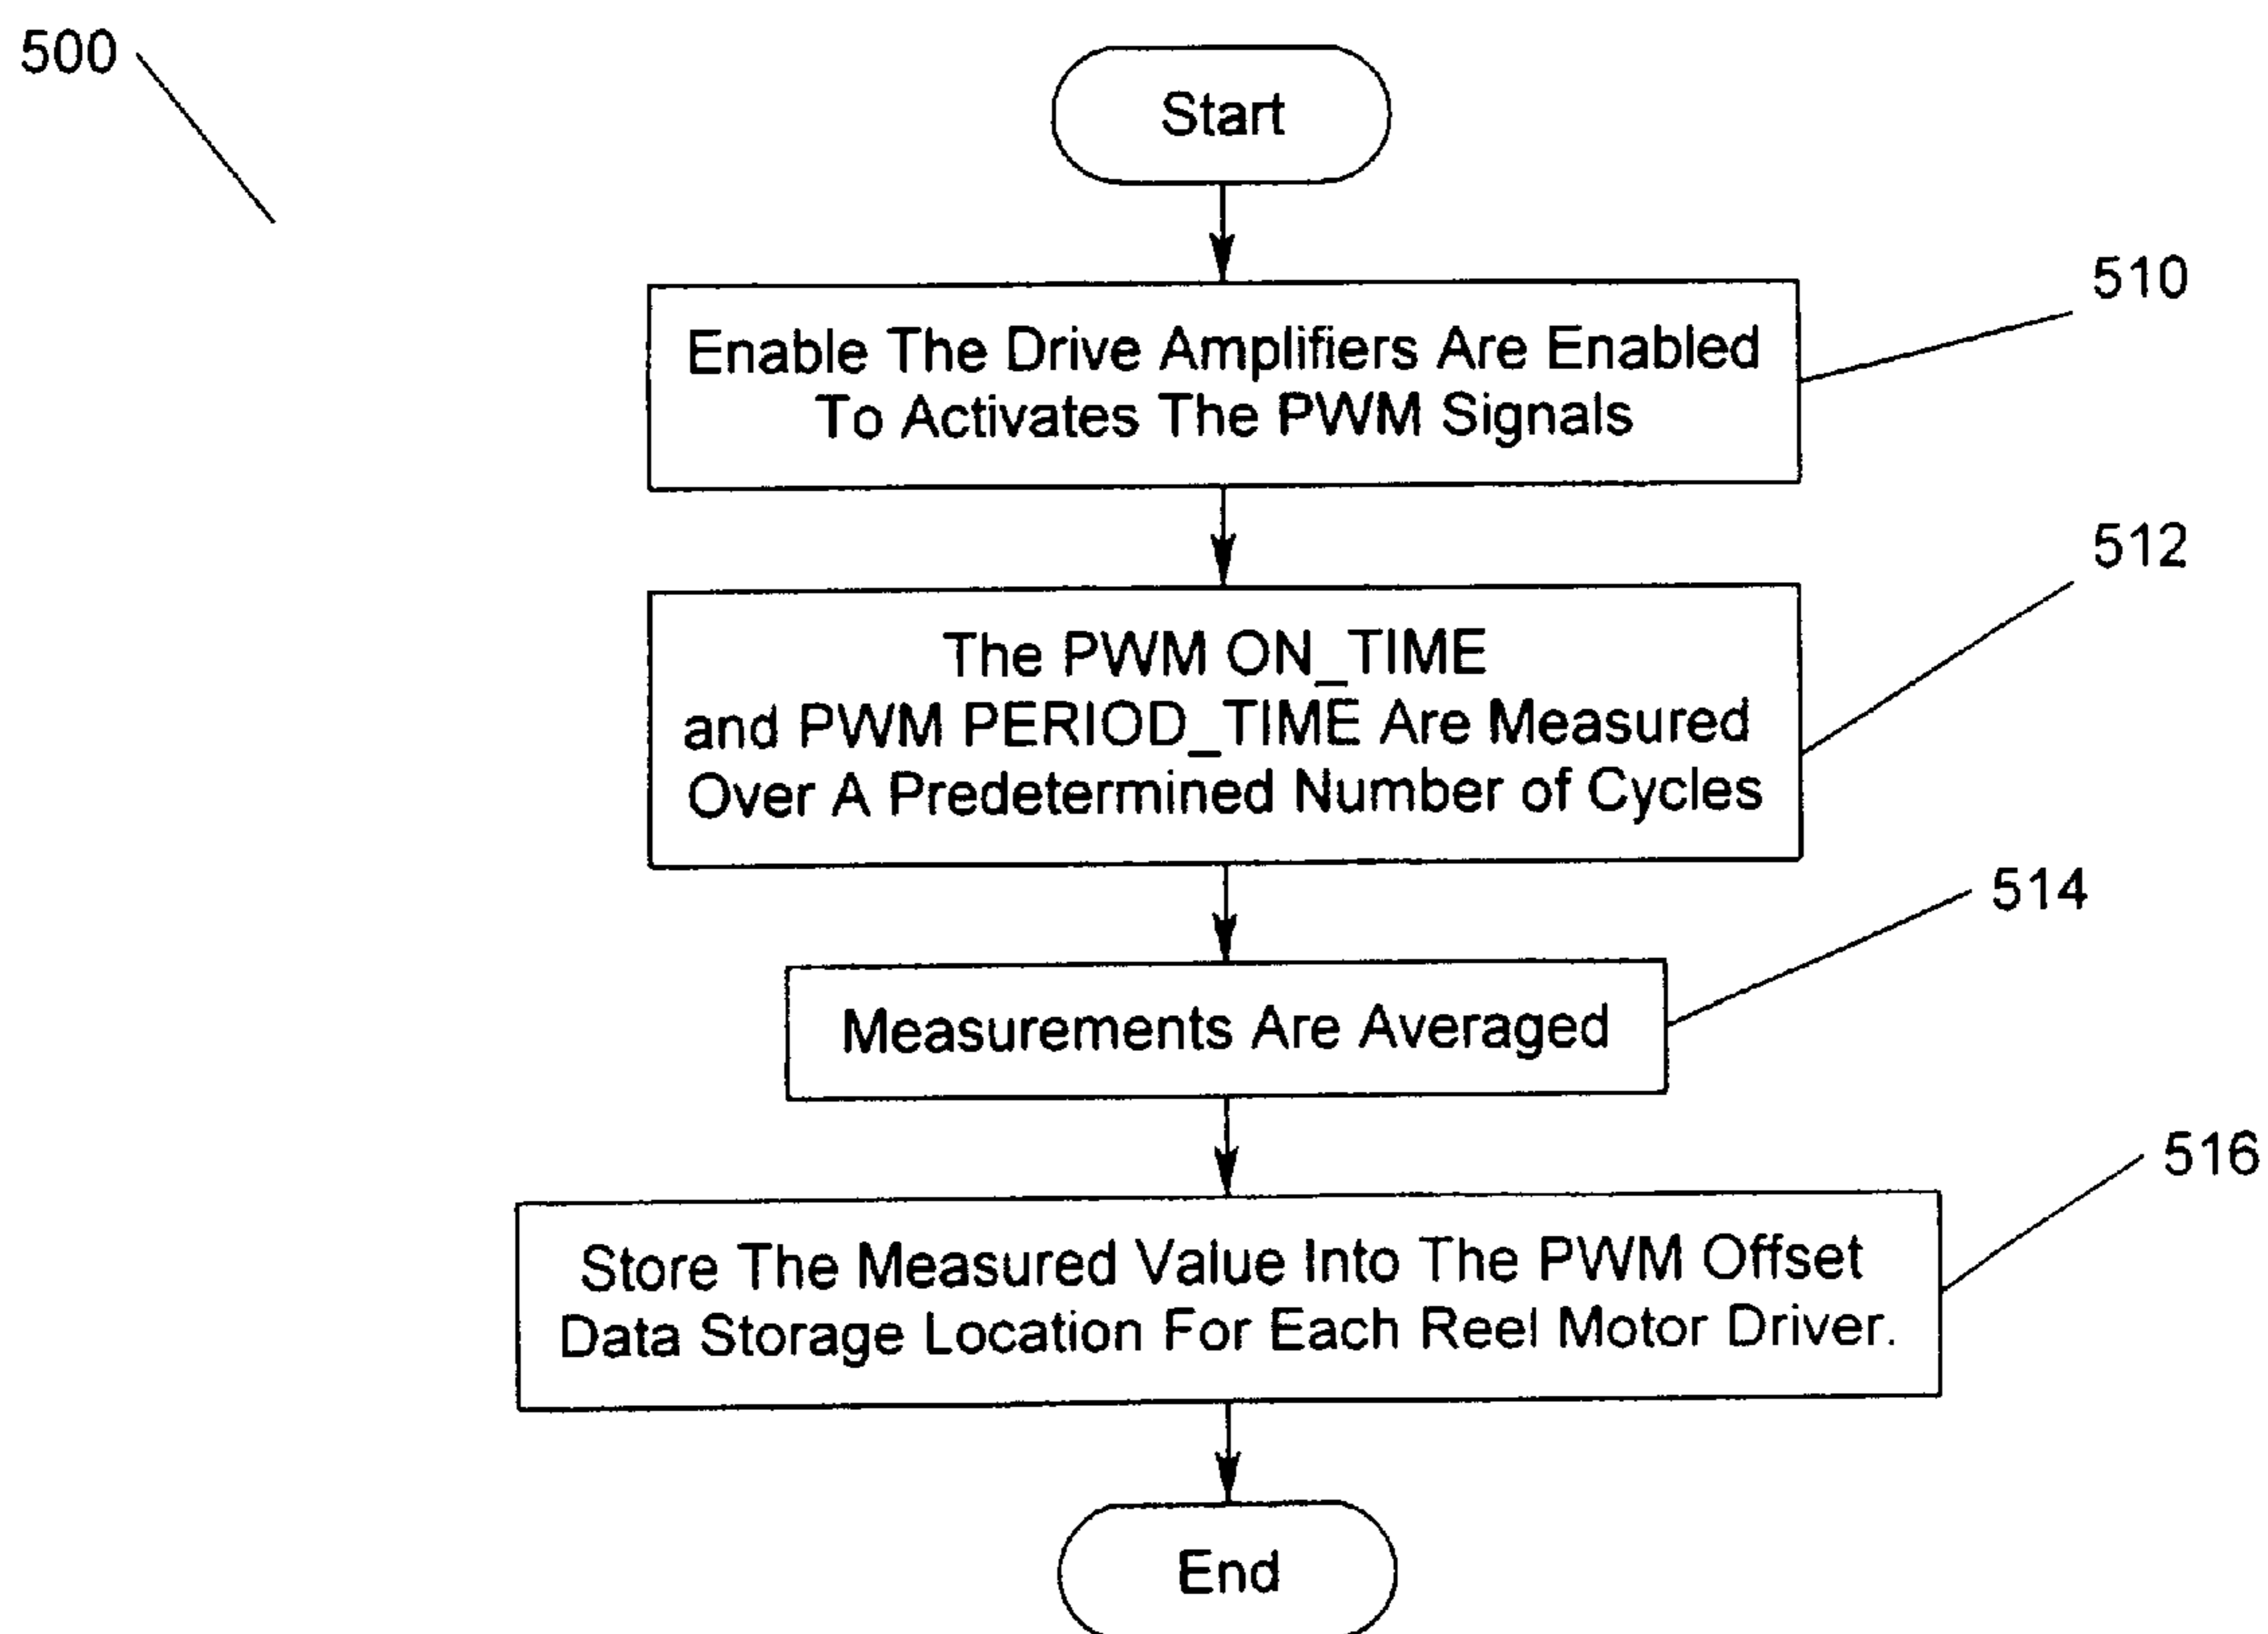 500
Start
510
Enable The Drive Amplifiers Are Enabled
To Activates The PWM Signals
512
The PWM ON_TIME
and PWM PERIOD_TIME Are Measured
Over A Predetermined Number of Cycles
514
Measurements Are Averaged
516
Store The Measured Value Into The PWM Offset
Data Storage Location For Each Reel Motor Driver.
End